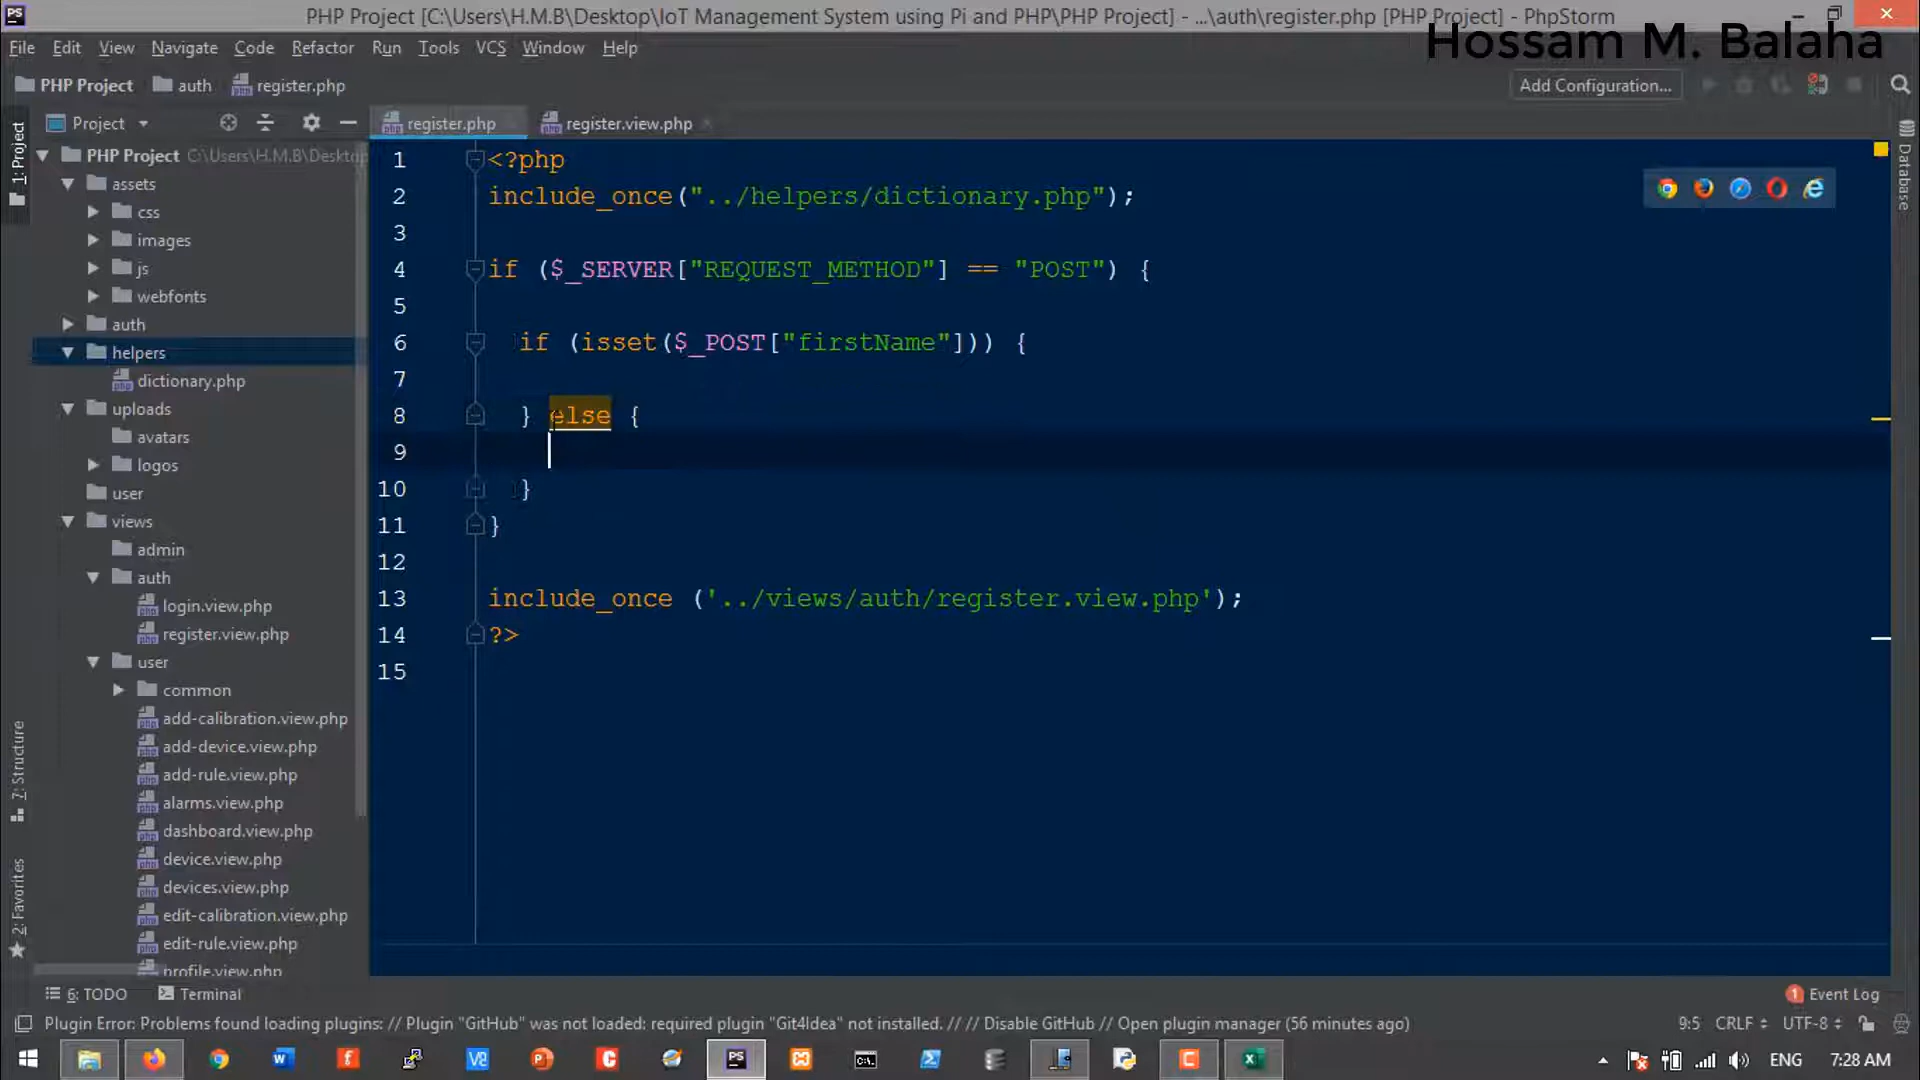 PHP Project [C:\Users\H.M.B\Desktop\IoT Management System using Pi and PHP\PHP Project] - ...\auth\register.php [PHP Project] - PhpStorm
Hossam M. Balaha
File Edit View Navigate Code Refactor Run Tools VCS Window Help
PHP Project auth register.php
Add Configuration...
Project
register.php
register.view.php
1: Project
PHP Project C:\Users\H.M.B\Deskto
assets
css
images
js
webfonts
auth
helpers
dictionary.php
uploads
avatars
logos
user
views
admin
auth
login.view.php
register.view.php
user
common
add-calibration.view.php
add-device.view.php
add-rule.view.php
alarms.view.php
dashboard.view.php
device.view.php
devices.view.php
edit-calibration.view.php
edit-rule.view.php
profile.view.php
7: Structure
2: Favorites
1 <?php
2 include_once("../helpers/dictionary.php");
3
4 if ($_SERVER["REQUEST_METHOD"] == "POST") {
5
6 if (isset($_POST["firstName"])) {
7
8 } else {
9
10 }
11 }
12
13 include_once ('../views/auth/register.view.php');
14 ?>
15
Database
6: TODO Terminal
1 Event Log
Plugin Error: Problems found loading plugins: // Plugin "GitHub" was not loaded: required plugin "Git4Idea" not installed. // // Disable GitHub // Open plugin manager (56 minutes ago)
9:5 CRLF UTF-8
ENG 7:28 AM